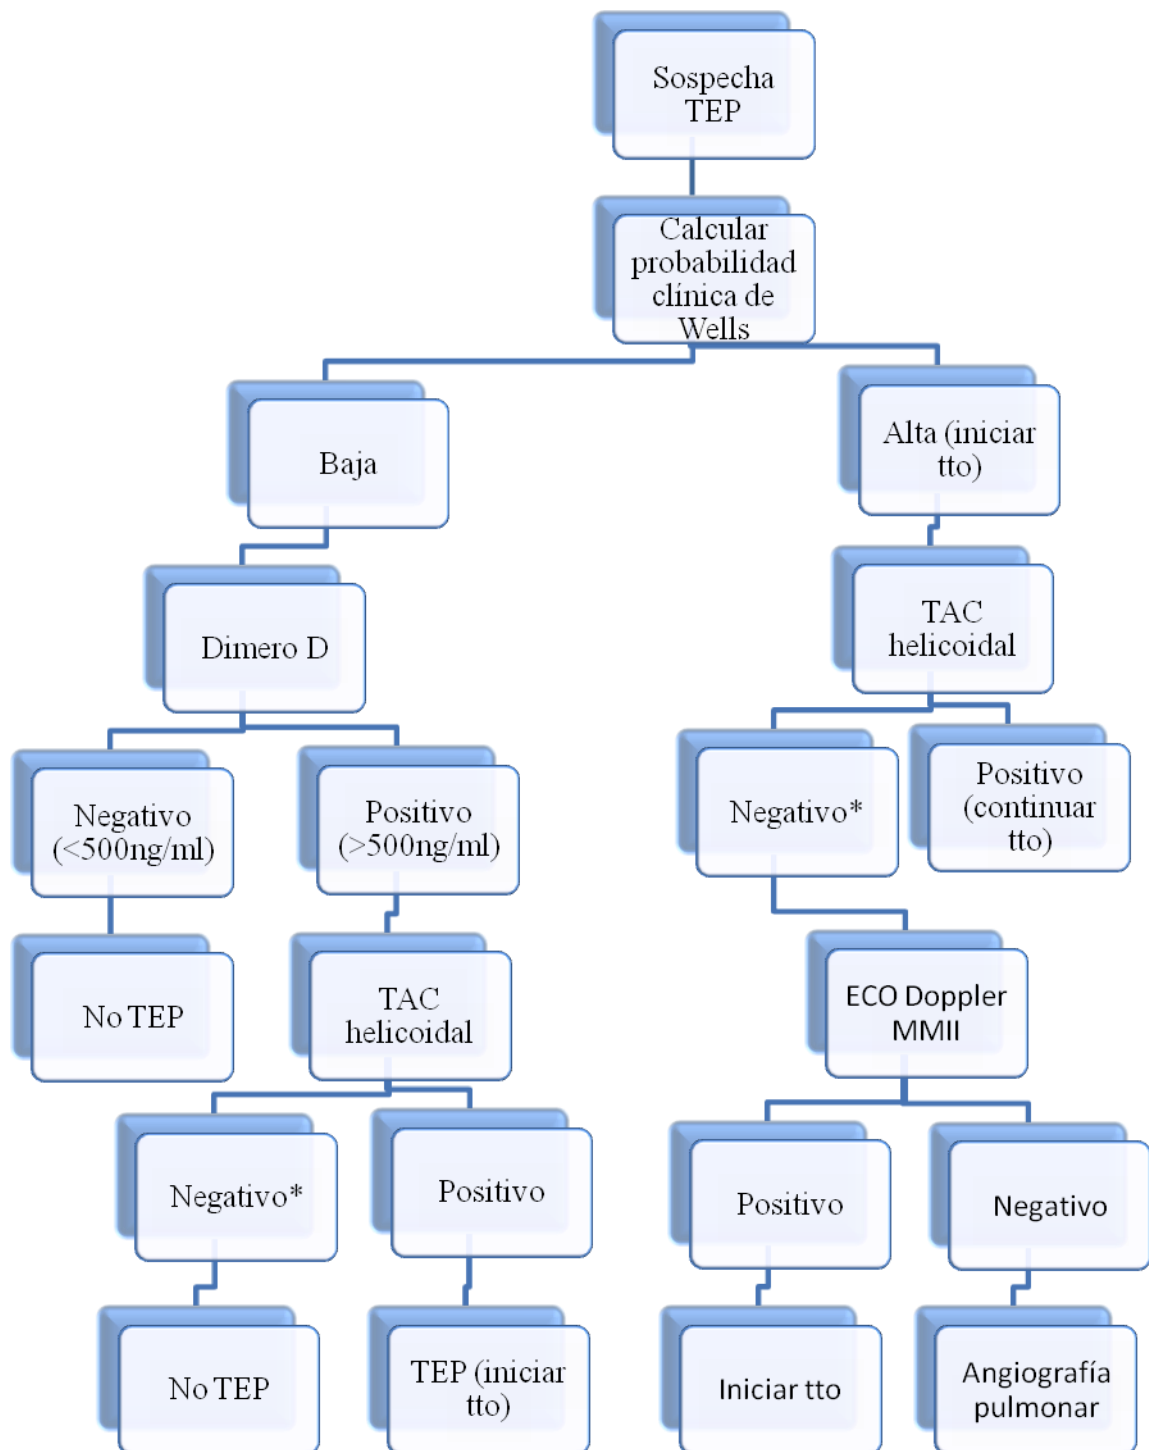 Sospecha
TEP
Calcular
probabilidad
clínica de
Wells
Baja
Alta (iniciar
tto)
Dimero D
TAC
helicoidal
Negativo
(<500ng/ml)
Positivo
(>500ng/ml)
Negativo*
Positivo
(continuar
tto)
No TEP
TAC
helicoidal
ECO Doppler
MMII
Negativo*
Positivo
Positivo
Negativo
No TEP
TEP (iniciar
tto)
Iniciar tto
Angiografía
pulmonar